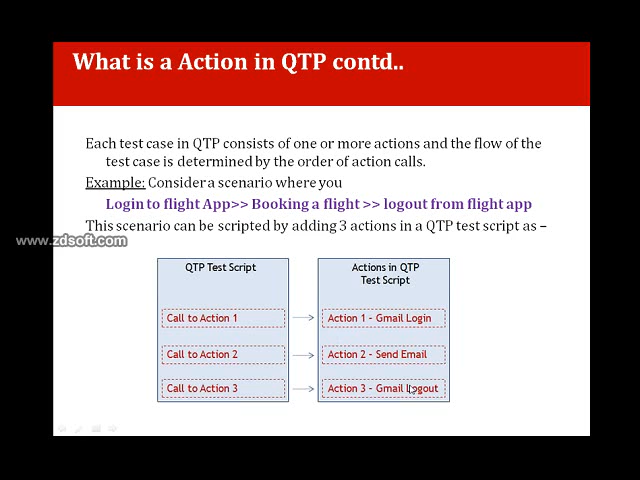 What is a Action in QTP contd..
Each test case in QTP consists of one or more actions and the flow of the
test case is determined by the order of action calls.
Example: Consider a scenario where you
Login to flight App>> Booking a flight >> logout from flight app
This scenario can be scripted by adding 3 actions in a QTP test script as –
www.zdsoft.com
QTP Test Script
Call to Action 1
Call to Action 2
Call to Action 3
Actions in QTP
Test Script
Action 1 – Gmail Login
Action 2 – Send Email
Action 3 – Gmail Logout